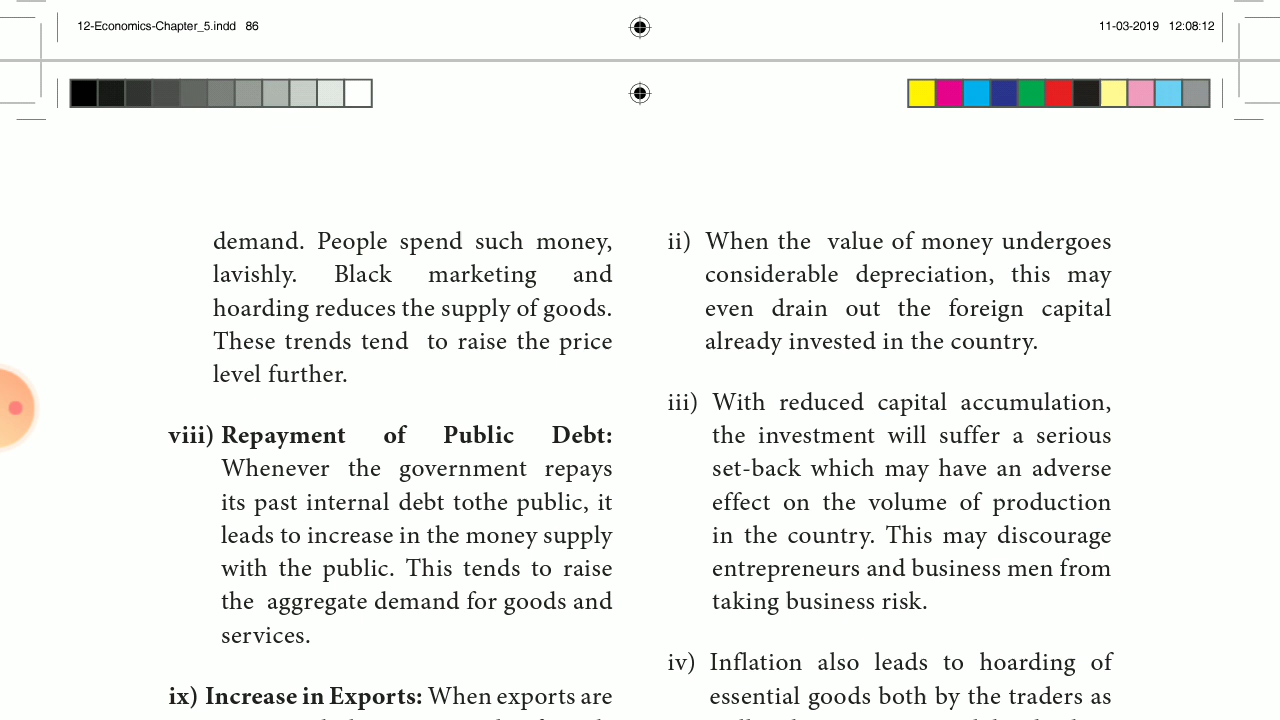 12-Economics-Chapter_5.indd 86
11-03-2019 12:08:12
demand. People spend such money,
lavishly. Black marketing and
hoarding reduces the supply of goods.
These trends tend to raise the price
level further.
viii) Repayment of Public Debt:
Whenever the government repays
its past internal debt tothe public, it
leads to increase in the money supply
with the public. This tends to raise
the aggregate demand for goods and
services.
ix) Increase in Exports: When exports are
ii) When the value of money undergoes
considerable depreciation, this may
even drain out the foreign capital
already invested in the country.
iii) With reduced capital accumulation,
the investment will suffer a serious
set-back which may have an adverse
effect on the volume of production
in the country. This may discourage
entrepreneurs and business men from
taking business risk.
iv) Inflation also leads to hoarding of
essential goods both by the traders as